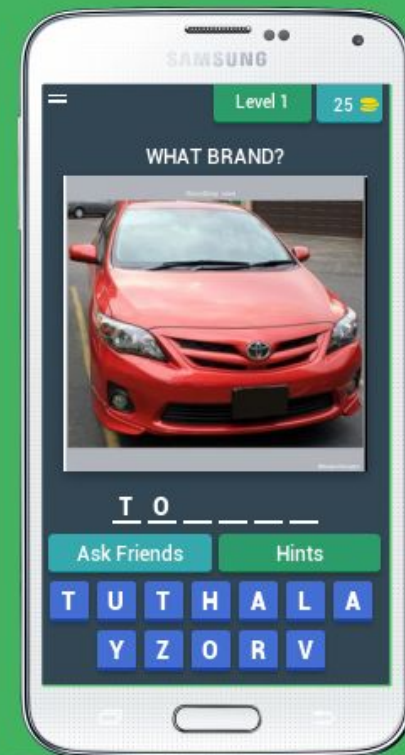 SAMSUNG
Level 1 25
WHAT BRAND?
T O _ _ _ _
Ask Friends Hints
T U T H A L A
Y Z O R V